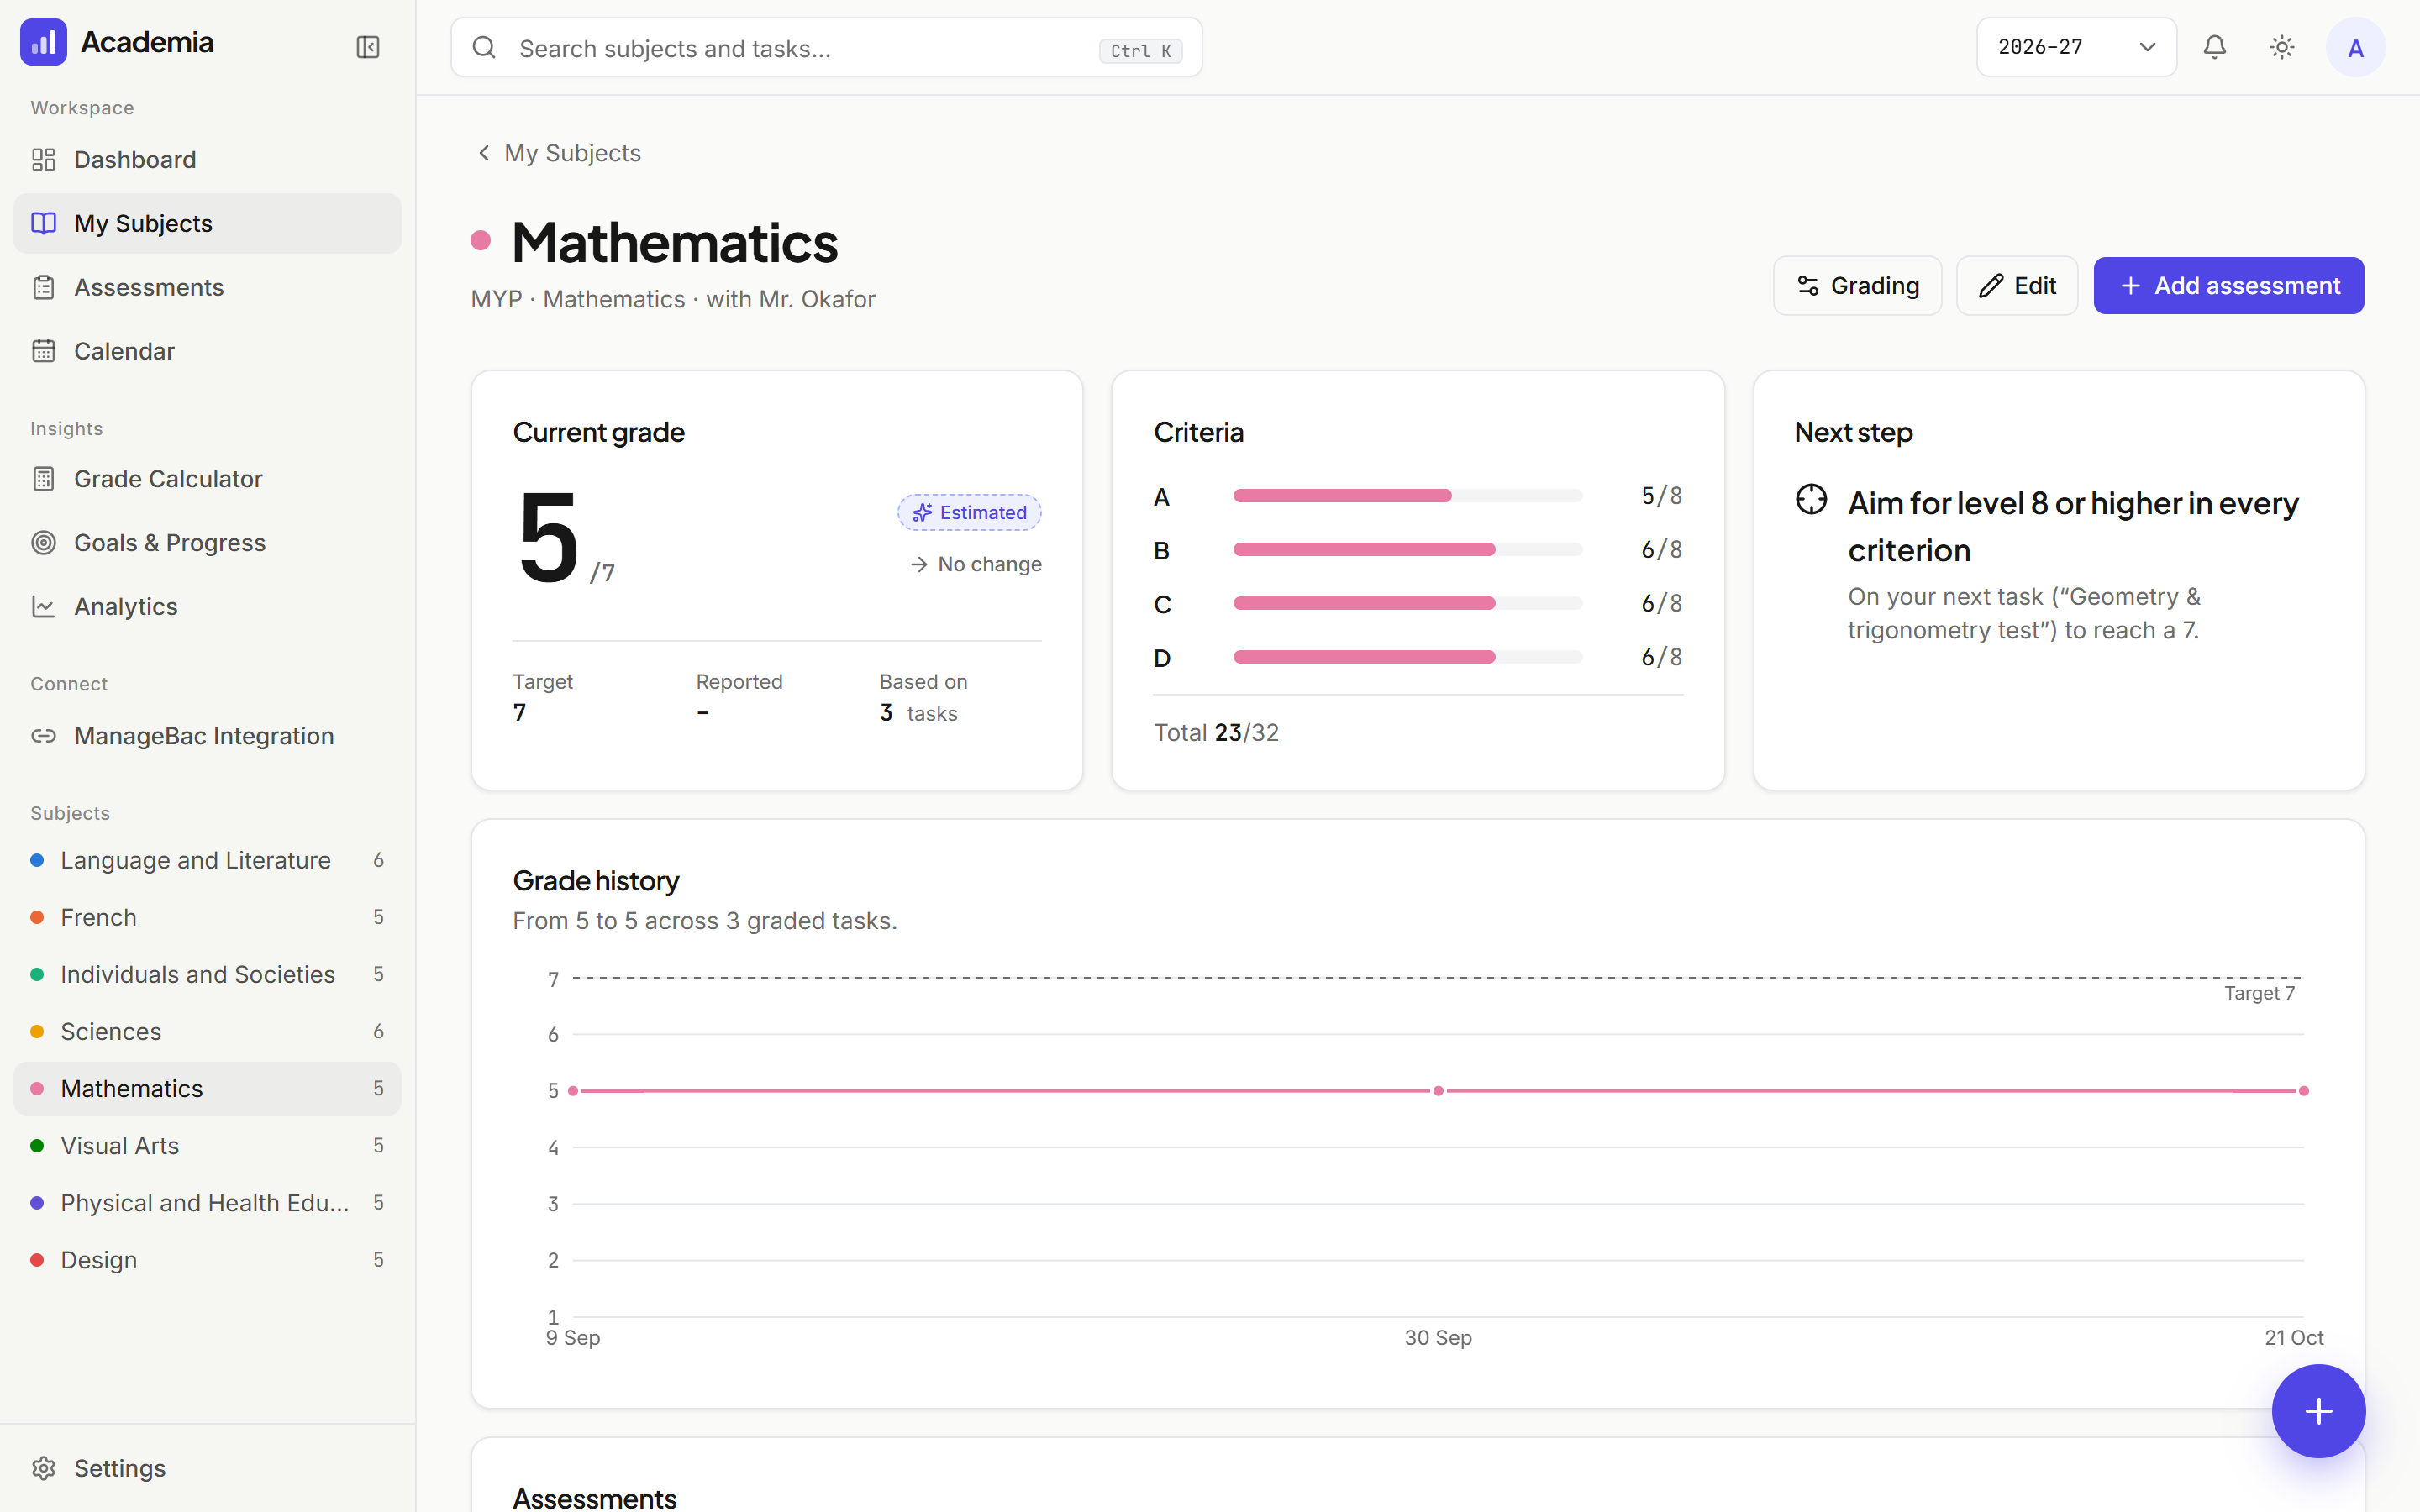 Academia
Workspace
Dashboard
My Subjects
Assessments
Calendar
Insights
Grade Calculator
Goals & Progress
Analytics
Connect
ManageBac Integration
Subjects
Language and Literature 6
French 5
Individuals and Societies 5
Sciences 6
Mathematics 5
Visual Arts 5
Physical and Health Edu... 5
Design 5
Settings
Search subjects and tasks... Ctrl K
2026–27
A
My Subjects
Mathematics
MYP · Mathematics · with Mr. Okafor
Grading
Edit
Add assessment
Current grade
5 /7
Estimated
No change
Target
7
Reported
–
Based on
3 tasks
Criteria
A 5/8
B 6/8
C 6/8
D 6/8
Total 23/32
Next step
Aim for level 8 or higher in every
criterion
On your next task (“Geometry &
trigonometry test”) to reach a 7.
Grade history
From 5 to 5 across 3 graded tasks.
7
Target 7
6
5
4
3
2
1
9 Sep 30 Sep 21 Oct
Assessments